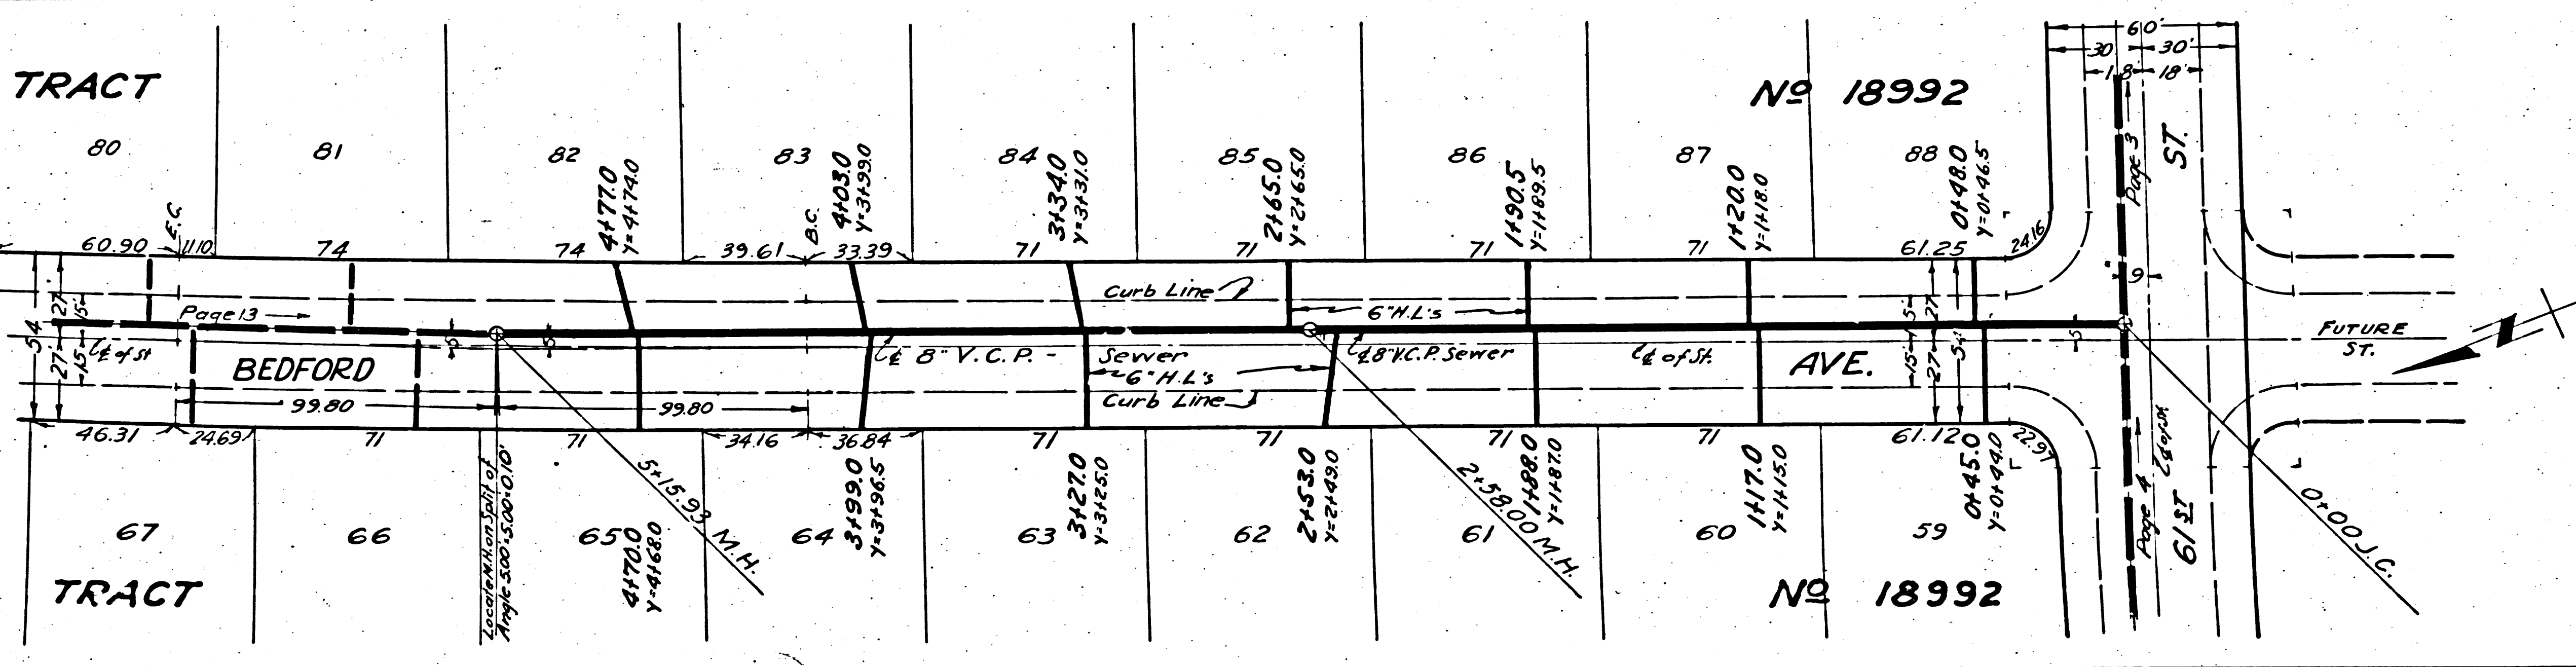 60'
30 30'
18' 18'
TRACT
Nº 18992
80
81
82
83
84
85
86
87
88
4+77.0
Y=4+74.0
4+03.0
Y=3+99.0
3+34.0
Y=3+31.0
2+65.0
Y=2+65.0
1+90.5
Y=1+89.5
1+20.0
Y=1+18.0
0+48.0
Y=0+46.5
Page 3
ST.
E.C.
B.C.
60.90
11.10
74
74
39.61
33.39
71
71
71
71
61.25
24.16
9
Curb Line
6"H.L's
Page 13
54
27'
15'
27'
15'
5'
5'
15'
27'
5'
℄ of St
BEDFORD
℄ 8" V.C.P. - Sewer
℄ 8" V.C.P. Sewer
℄ of St.
AVE.
15'
27'
54'
FUTURE
ST.
6"H.L's
Curb Line
99.80
99.80
46.31
24.69
71
71
34.16
36.84
71
71
71
71
61.12
22.97
℄ of St
Locate M.H. on Split of
Angle 5.00'-5.00'=0.10'
5+15.93 M.H.
2+58.00 M.H.
0+00 J.C.
67
66
65
64
63
62
61
60
59
4+70.0
Y=4+68.0
3+99.0
Y=3+96.5
3+27.0
Y=3+25.0
2+53.0
Y=2+49.0
1+88.0
Y=1+87.0
1+17.0
Y=1+15.0
0+45.0
Y=0+44.0
Page 4
61ST
TRACT
Nº 18992